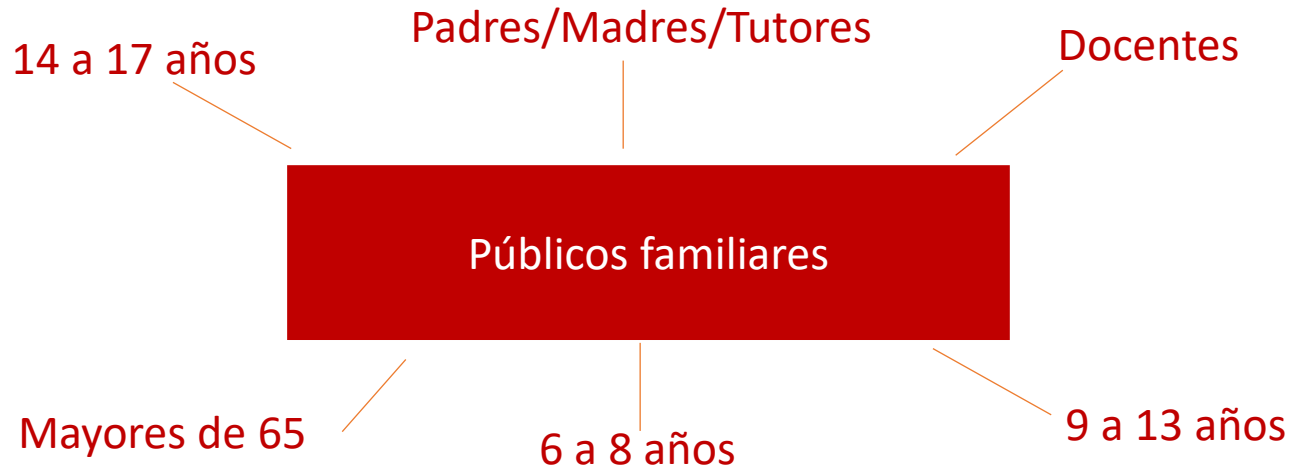 Padres/Madres/Tutores
14 a 17 años
Docentes
Públicos familiares
Mayores de 65
6 a 8 años
9 a 13 años